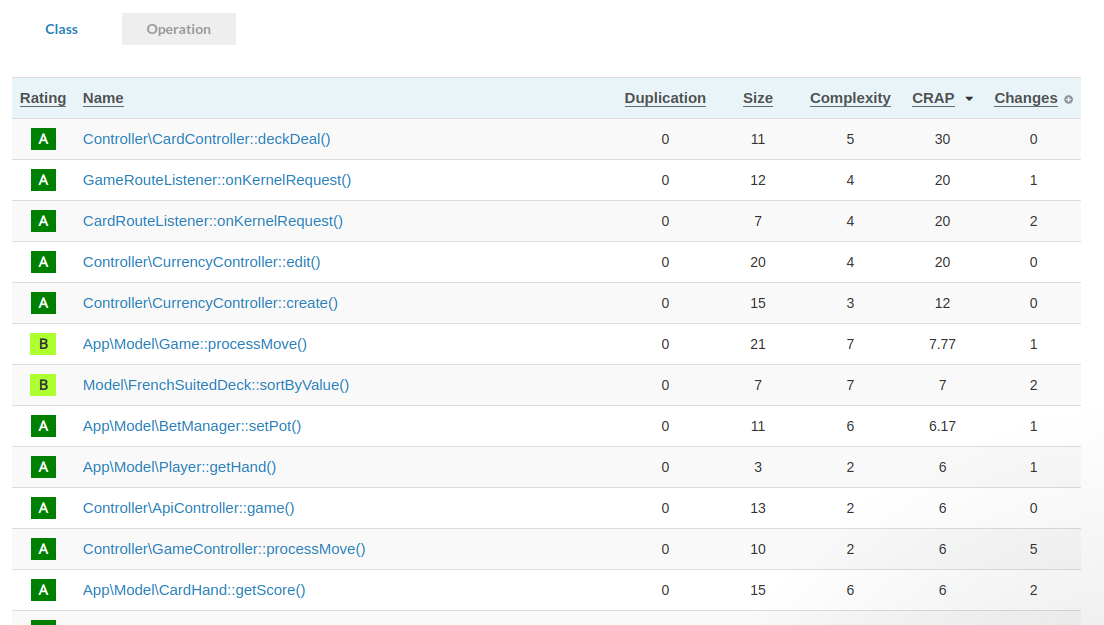 Class Operation
Rating Name Duplication Size Complexity CRAP Changes
A Controller\CardController::deckDeal() 0 11 5 30 0
A GameRouteListener::onKernelRequest() 0 12 4 20 1
A CardRouteListener::onKernelRequest() 0 7 4 20 2
A Controller\CurrencyController::edit() 0 20 4 20 0
A Controller\CurrencyController::create() 0 15 3 12 0
B App\Model\Game::processMove() 0 21 7 7.77 1
B Model\FrenchSuitedDeck::sortByValue() 0 7 7 7 2
A App\Model\BetManager::setPot() 0 11 6 6.17 1
A App\Model\Player::getHand() 0 3 2 6 1
A Controller\ApiController::game() 0 13 2 6 0
A Controller\GameController::processMove() 0 10 2 6 5
A App\Model\CardHand::getScore() 0 15 6 6 2